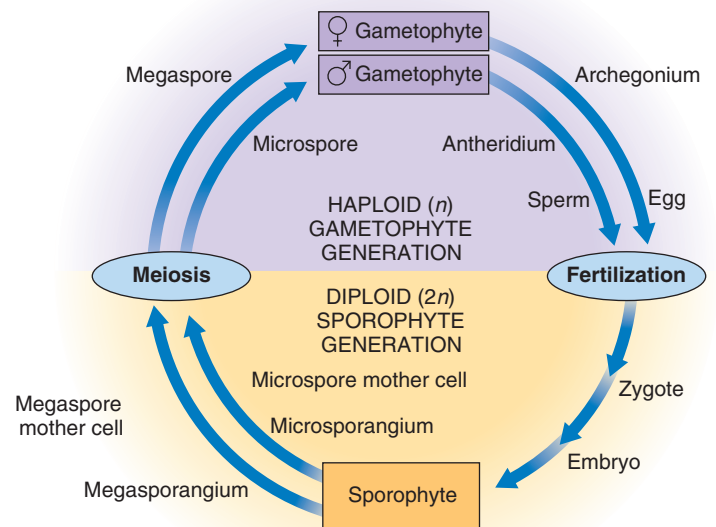 ♀ Gametophyte
♂ Gametophyte
Megaspore
Archegonium
Microspore
Antheridium
Sperm
Egg
HAPLOID (n)
GAMETOPHYTE
GENERATION
Meiosis
Fertilization
DIPLOID (2n)
SPOROPHYTE
GENERATION
Microspore mother cell
Zygote
Megaspore
mother cell
Microsporangium
Embryo
Megasporangium
Sporophyte